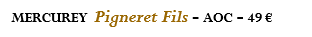 MERCUREY Pigneret Fils – AOC – 49 €